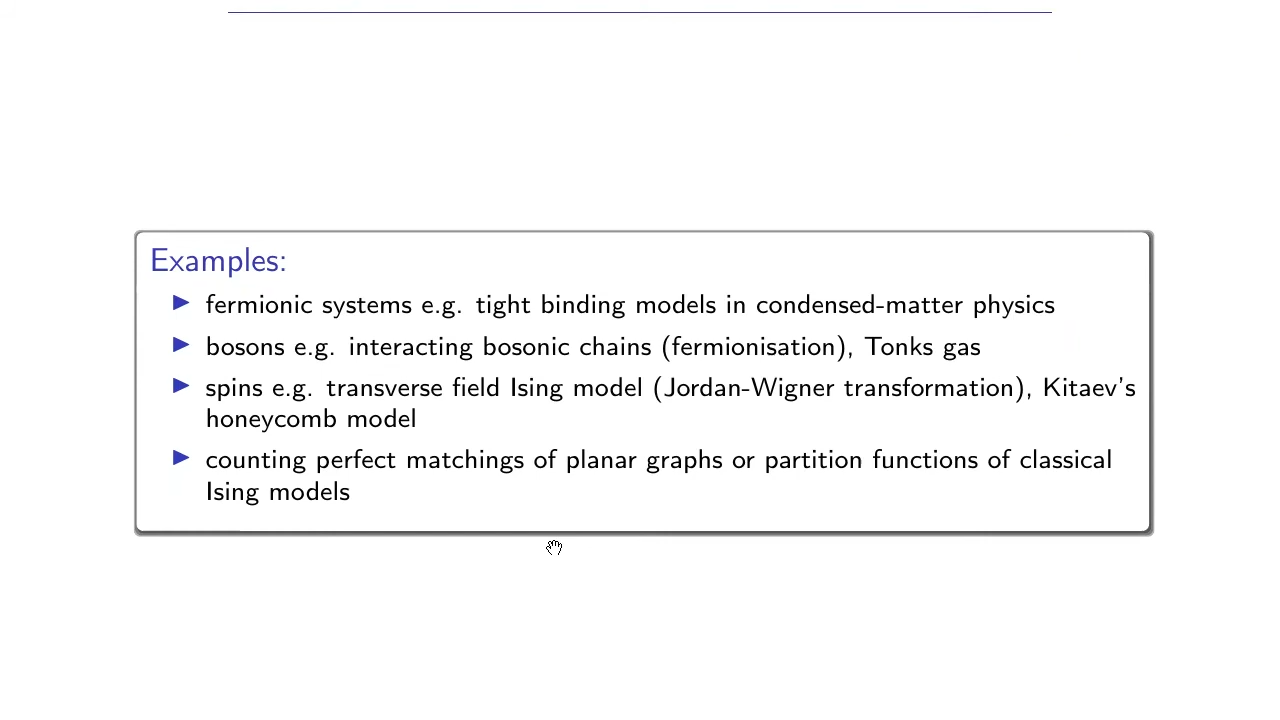 Examples:
fermionic systems e.g. tight binding models in condensed-matter physics
bosons e.g. interacting bosonic chains (fermionisation), Tonks gas
spins e.g. transverse field Ising model (Jordan-Wigner transformation), Kitaev's
honeycomb model
counting perfect matchings of planar graphs or partition functions of classical
Ising models